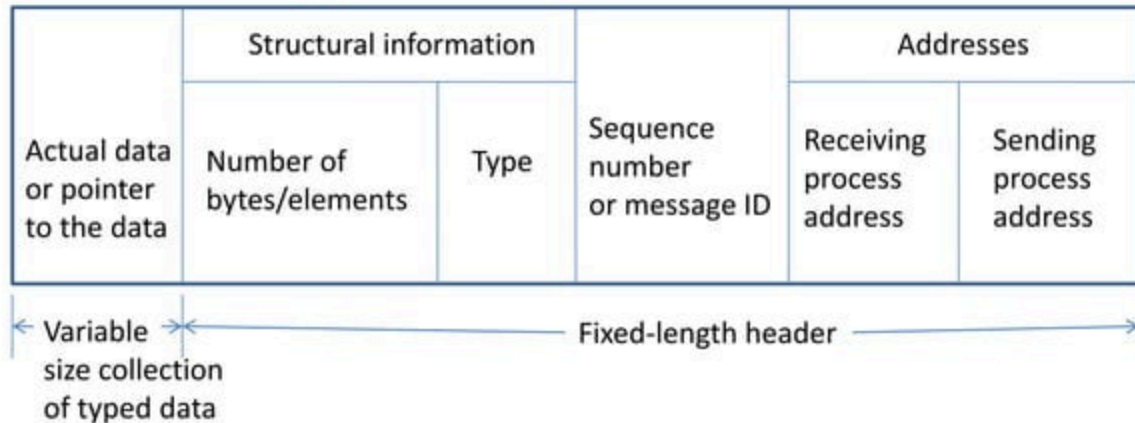 Structural information
Addresses
Actual data
or pointer
to the data
Number of
bytes/elements
Type
Sequence
number
or message ID
Receiving
process
address
Sending
process
address
Variable
size collection
of typed data
Fixed-length header